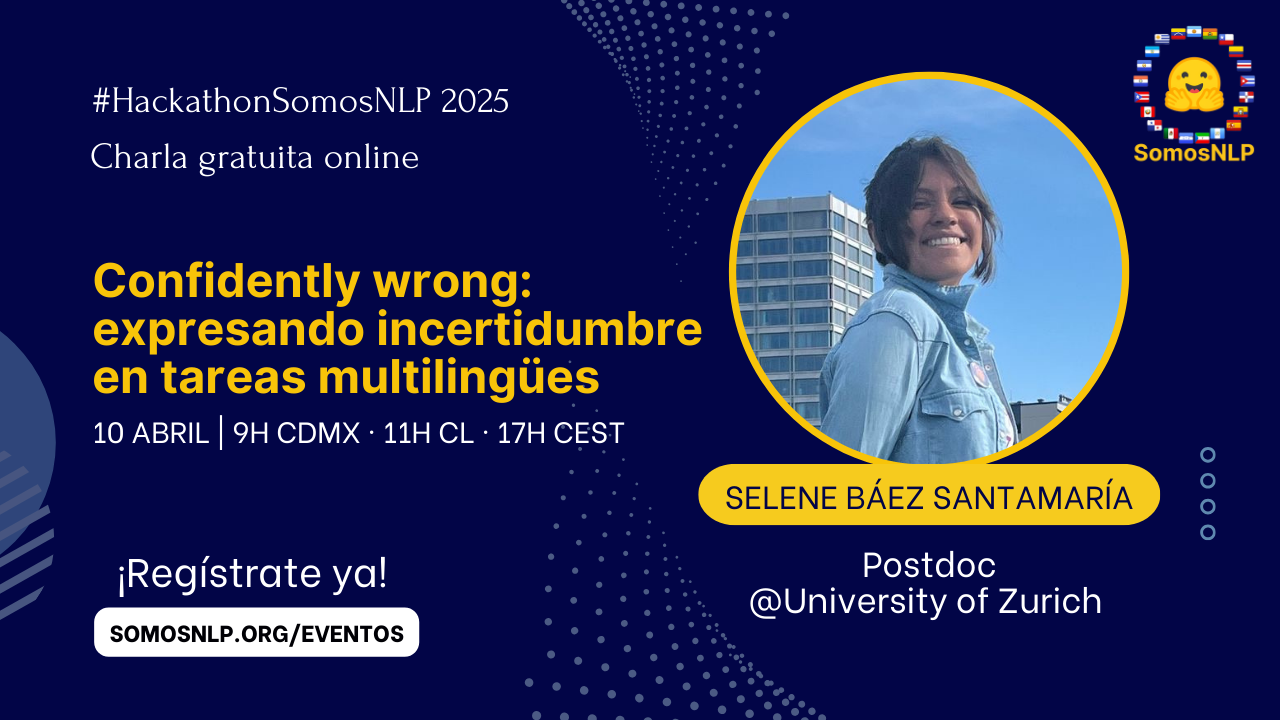 #HackathonSomosNLP 2025
Charla gratuita online
SomosNLP
Confidently wrong:
expresando incertidumbre
en tareas multilingües
10 ABRIL | 9H CDMX · 11H CL · 17H CEST
SELENE BÁEZ SANTAMARÍA
Postdoc
@University of Zurich
¡Regístrate ya!
SOMOSNLP.ORG/EVENTOS